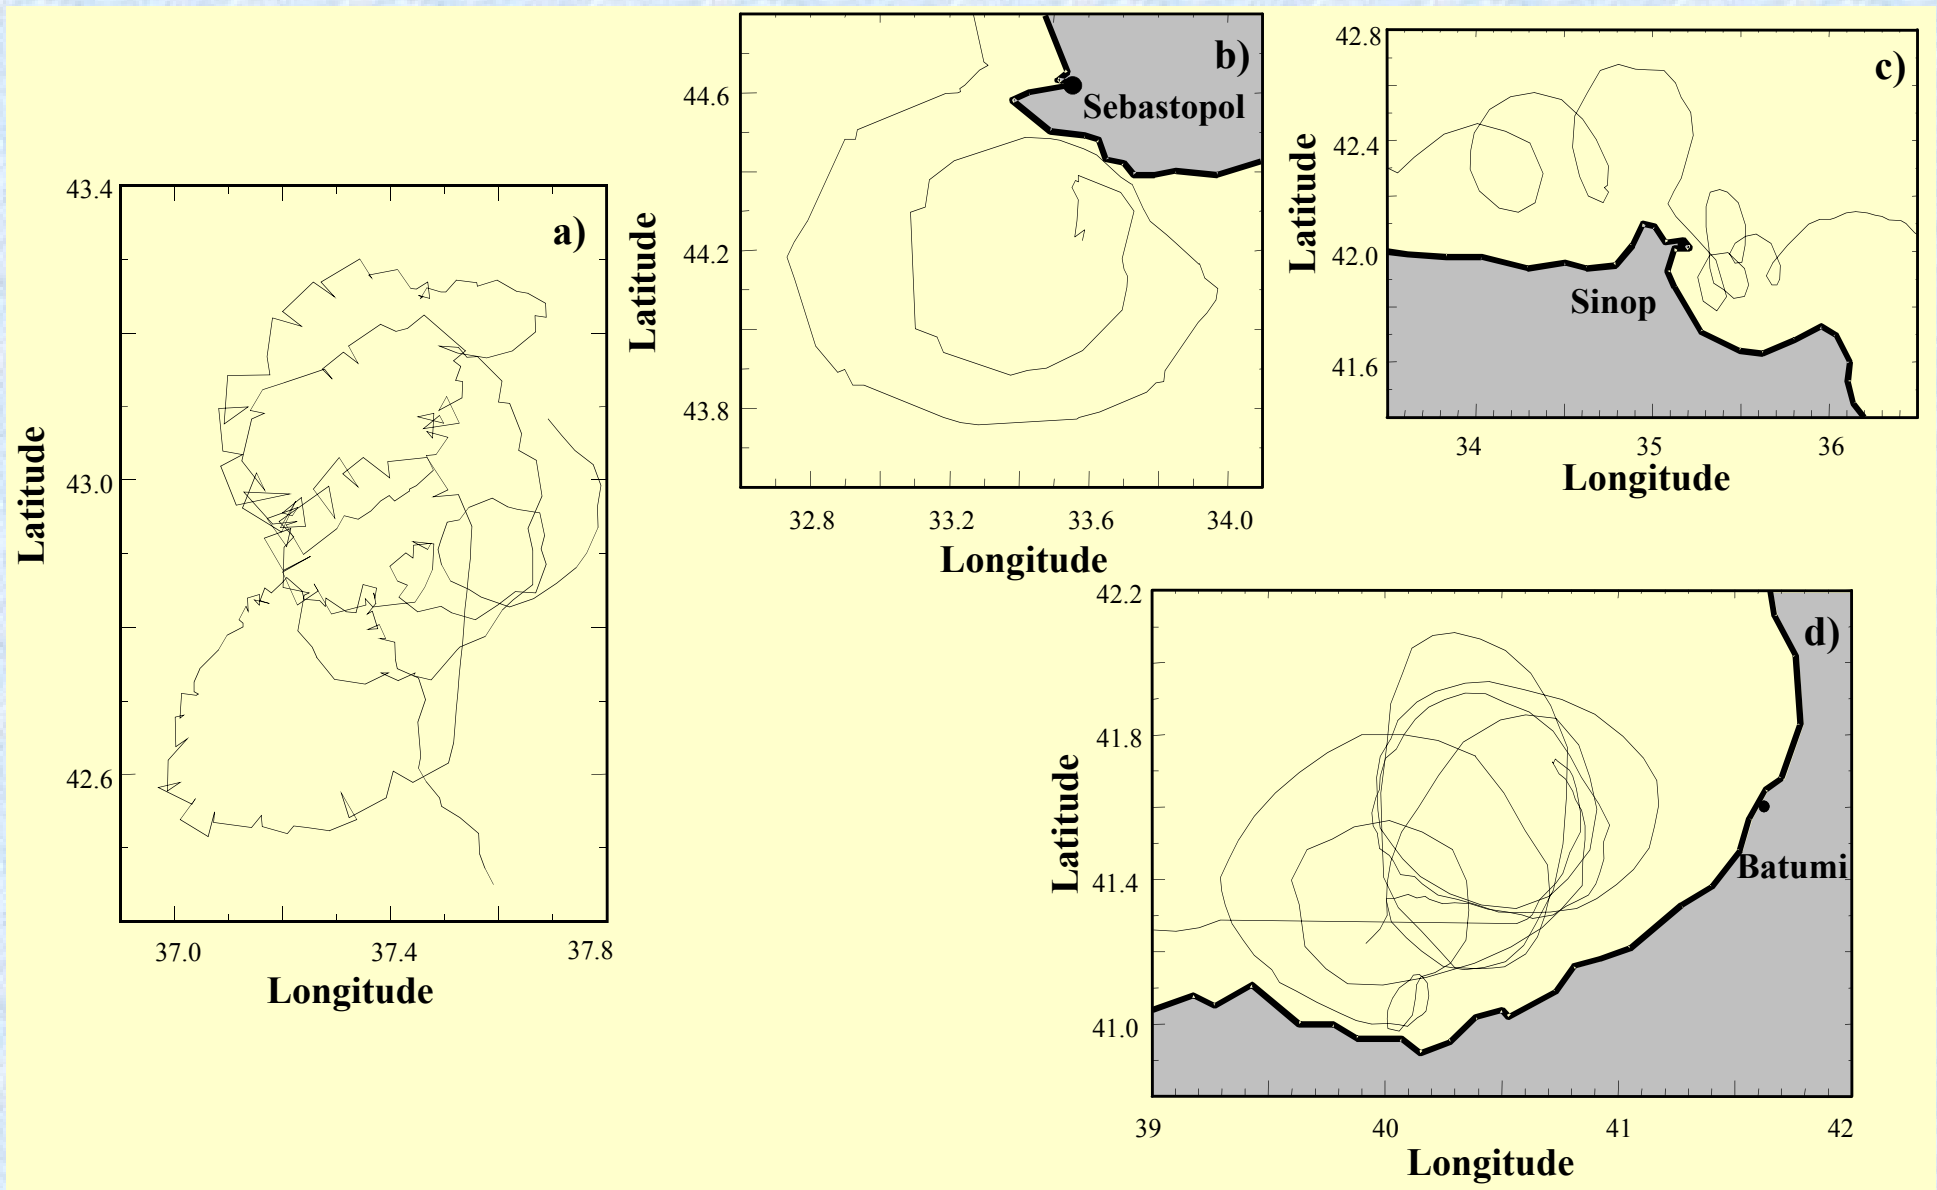 a)
43.4
43.0
42.6
Latitude
37.0
37.4
37.8
Longitude
b)
Sebastopol
44.6
44.2
43.8
Latitude
32.8
33.2
33.6
34.0
Longitude
c)
42.8
42.4
42.0
41.6
Latitude
Sinop
34
35
36
Longitude
d)
42.2
41.8
41.4
41.0
Latitude
Batumi
39
40
41
42
Longitude